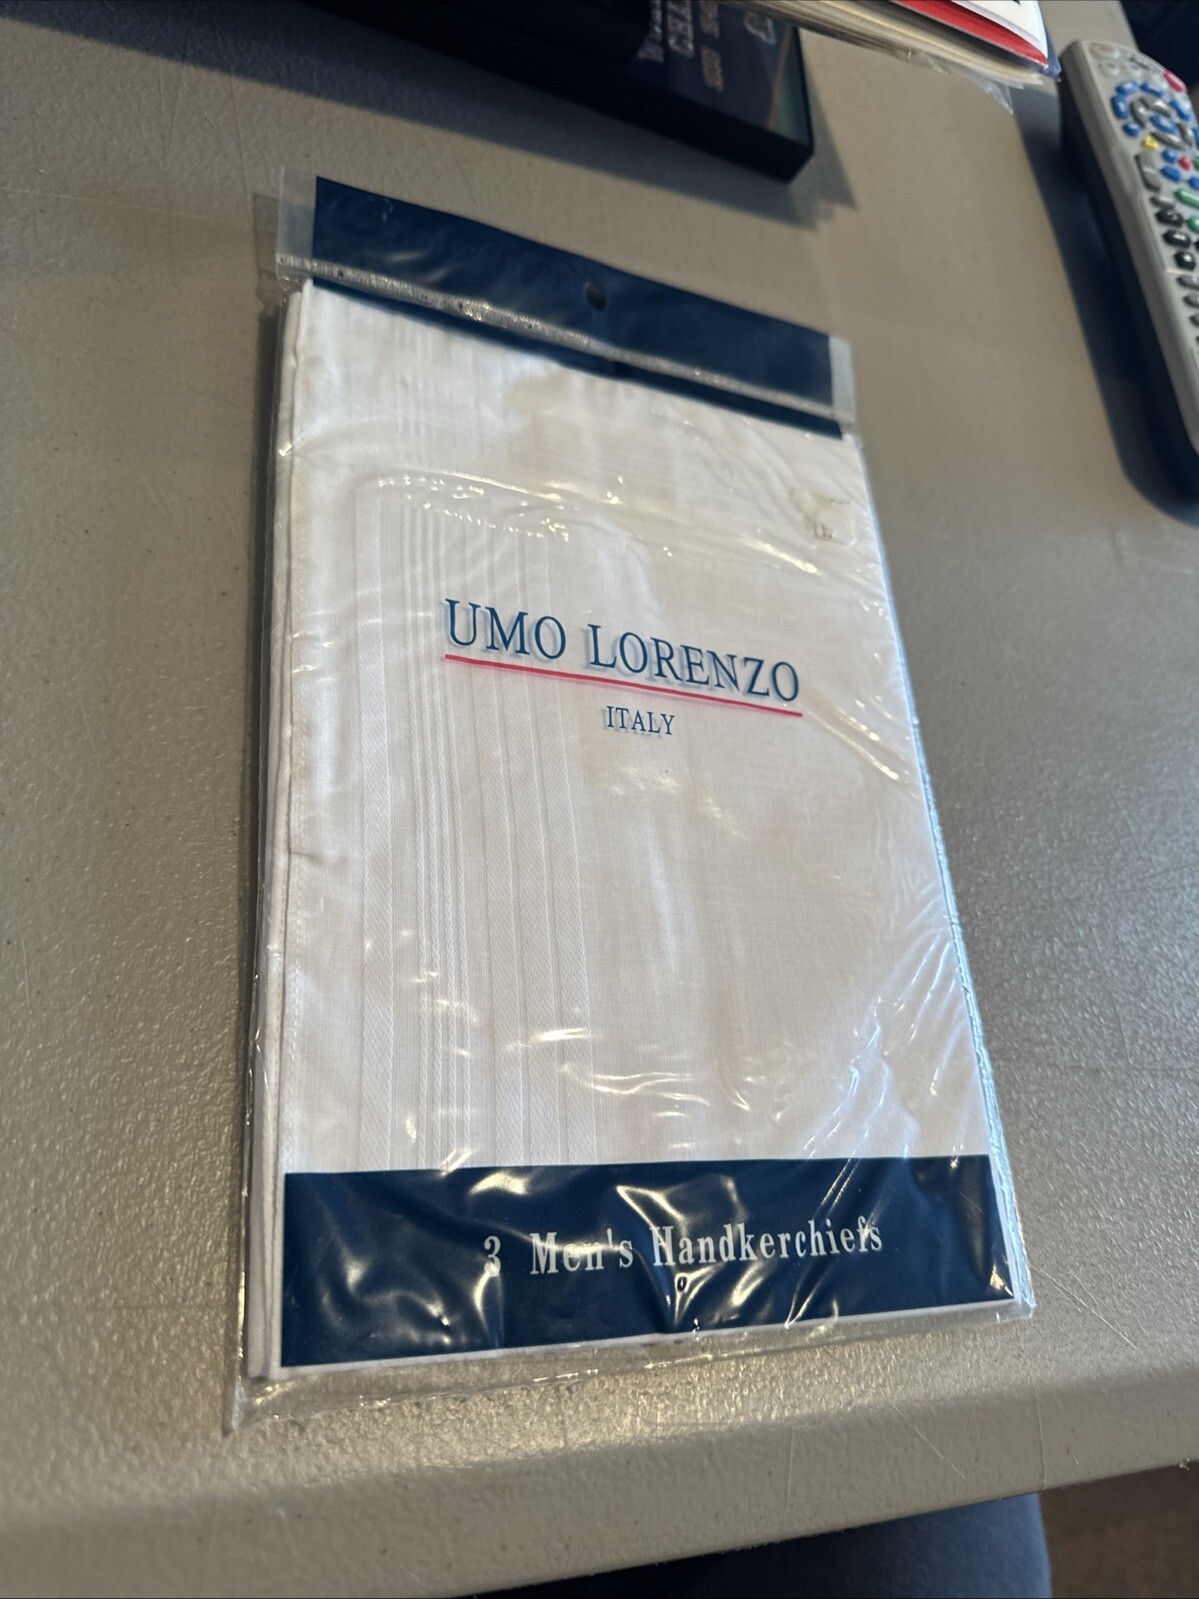 UMO LORENZO
ITALY
3 Men's Handkerchiefs